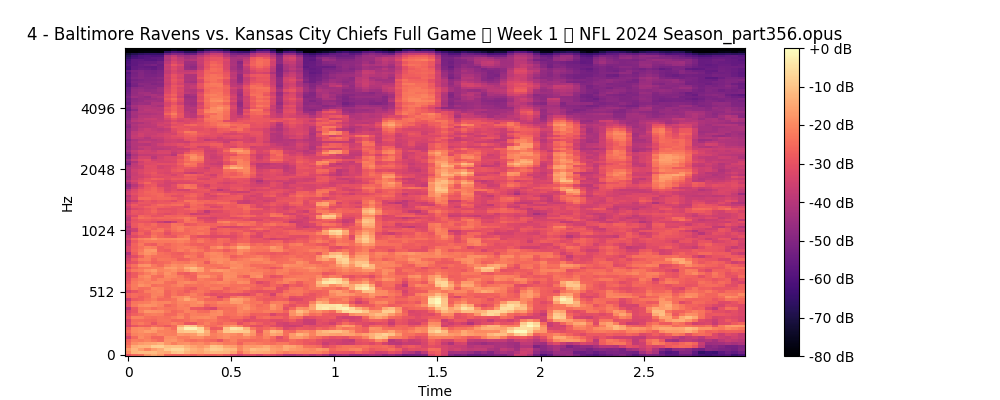 4 - Baltimore Ravens vs. Kansas City Chiefs Full Game ▯ Week 1 ▯ NFL 2024 Season_part356.opus
+0 dB
-10 dB
-20 dB
-30 dB
-40 dB
-50 dB
-60 dB
-70 dB
-80 dB
4096
2048
1024
512
0
Hz
0
0.5
1
1.5
2
2.5
Time